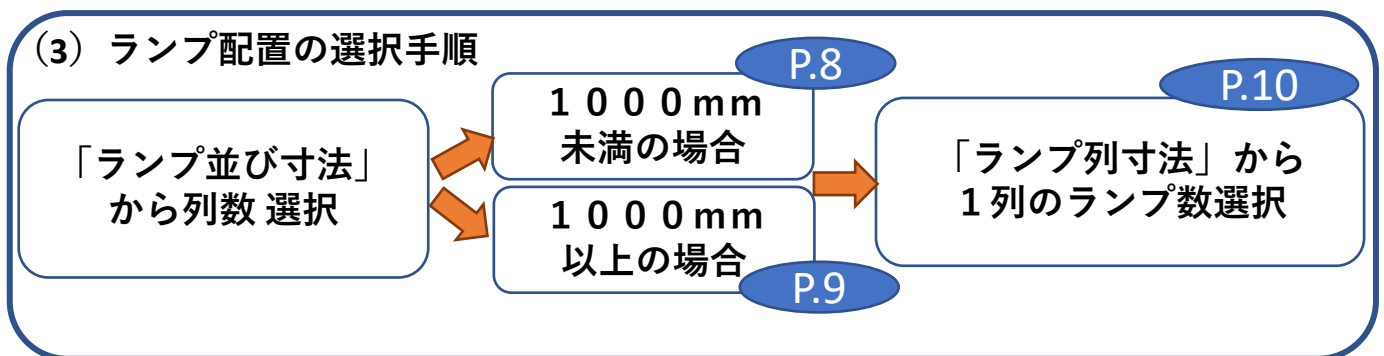 （3）ランプ配置の選択手順
「ランプ並び寸法」
から列数 選択
P.8
１０００mm
未満の場合
１０００mm
以上の場合
P.9
P.10
「ランプ列寸法」から
１列のランプ数選択